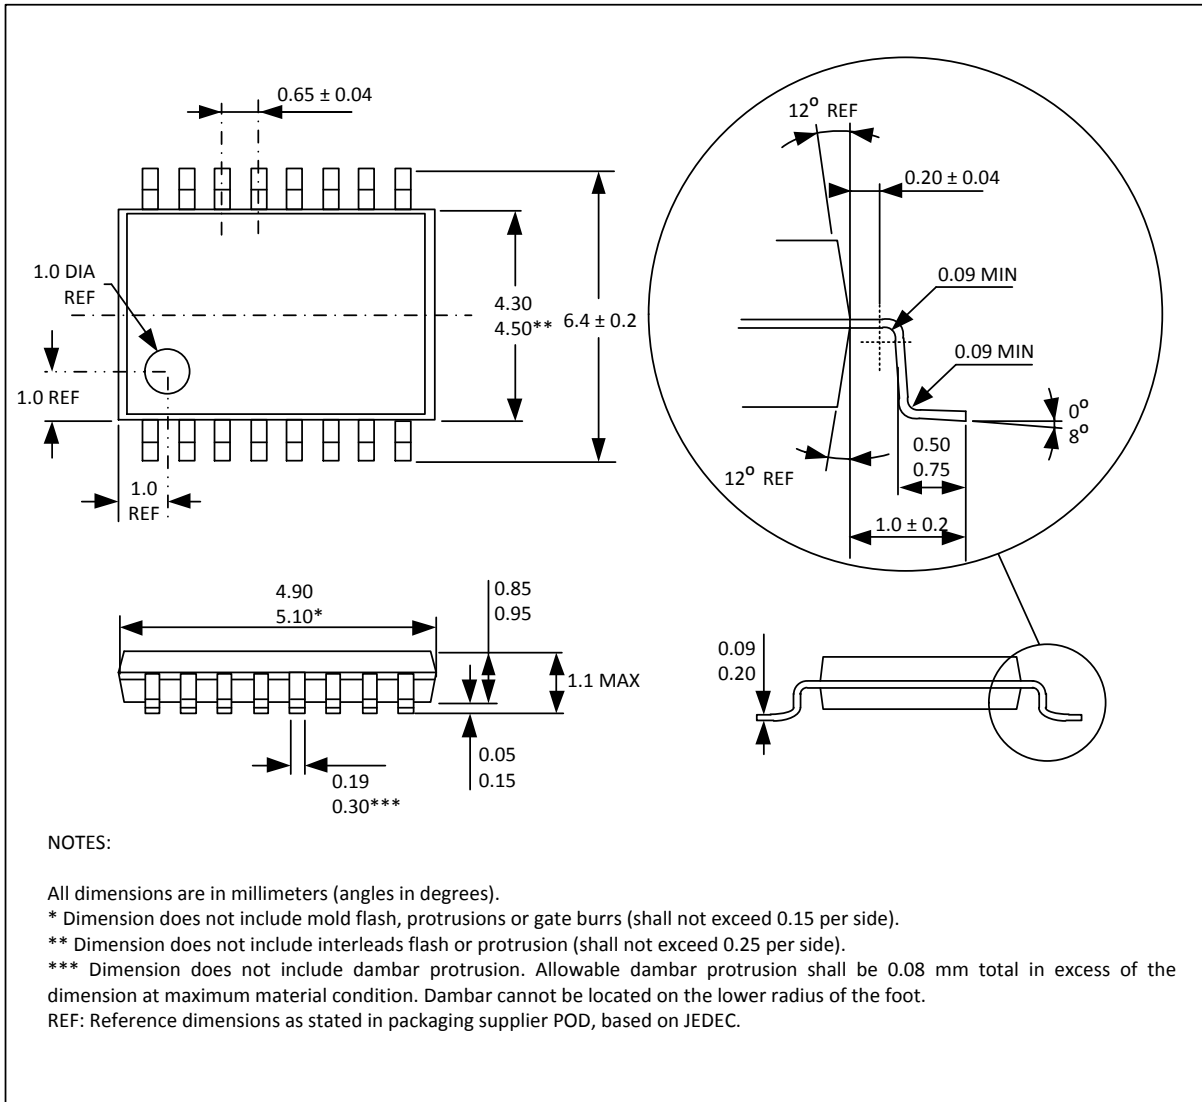 0.65 ± 0.04
12° REF
0.20 ± 0.04
1.0 DIA
REF
0.09 MIN
4.30
4.50**
6.4 ± 0.2
0.09 MIN
1.0 REF
0°
8°
0.50
0.75
12° REF
1.0
REF
1.0 ± 0.2
4.90
5.10*
0.85
0.95
1.1 MAX
0.09
0.20
0.05
0.15
0.19
0.30***
NOTES:
All dimensions are in millimeters (angles in degrees).
* Dimension does not include mold flash, protrusions or gate burrs (shall not exceed 0.15 per side).
** Dimension does not include interleads flash or protrusion (shall not exceed 0.25 per side).
*** Dimension does not include dambar protrusion. Allowable dambar protrusion shall be 0.08 mm total in excess of the
dimension at maximum material condition. Dambar cannot be located on the lower radius of the foot.
REF: Reference dimensions as stated in packaging supplier POD, based on JEDEC.